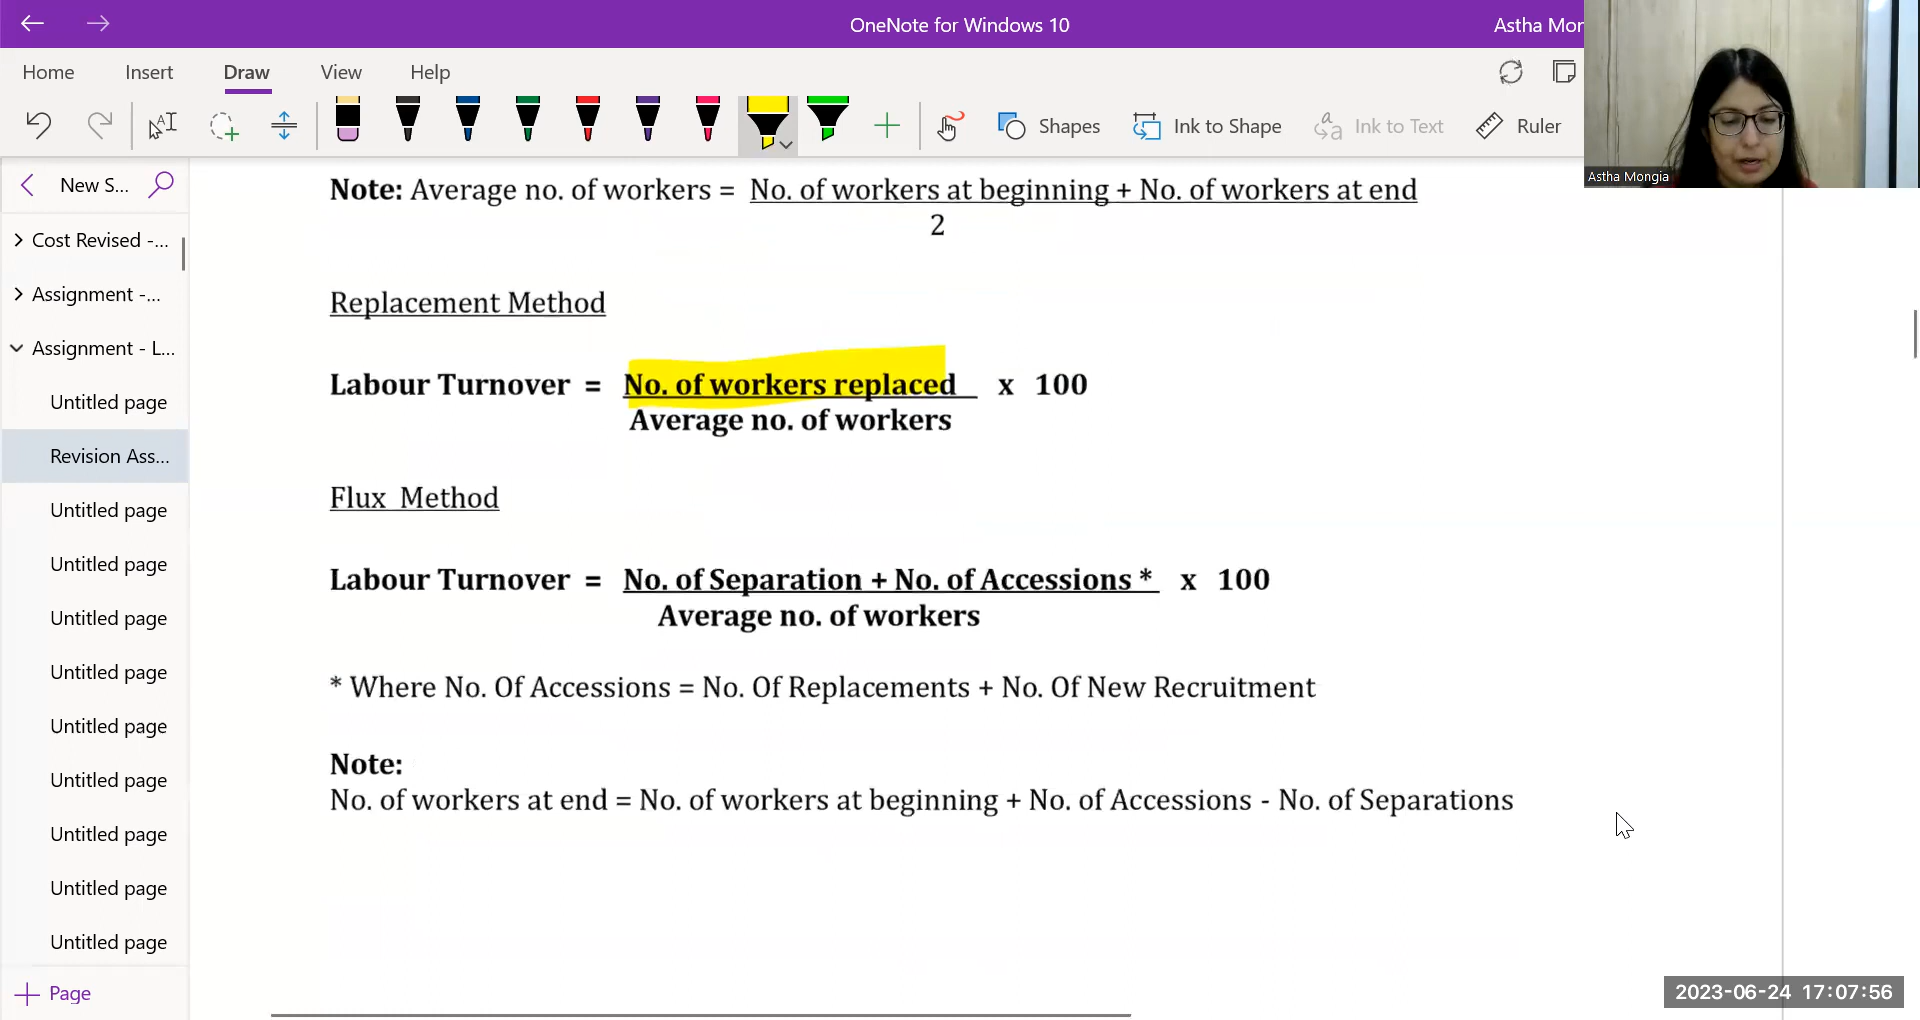 OneNote for Windows 10
Astha Mor
Home Insert Draw View Help
Shapes Ink to Shape Ink to Text Ruler
Astha Mongia
New S...
Cost Revised -...
Assignment -...
Assignment - L...
Untitled page
Revision Ass...
Untitled page
Untitled page
Untitled page
Untitled page
Untitled page
Untitled page
Untitled page
Untitled page
Untitled page
+ Page
Note: Average no. of workers = No. of workers at beginning + No. of workers at end
2
Replacement Method
Labour Turnover = No. of workers replaced x 100
Average no. of workers
Flux Method
Labour Turnover = No. of Separation + No. of Accessions * x 100
Average no. of workers
* Where No. Of Accessions = No. Of Replacements + No. Of New Recruitment
Note:
No. of workers at end = No. of workers at beginning + No. of Accessions - No. of Separations
2023-06-24 17:07:56